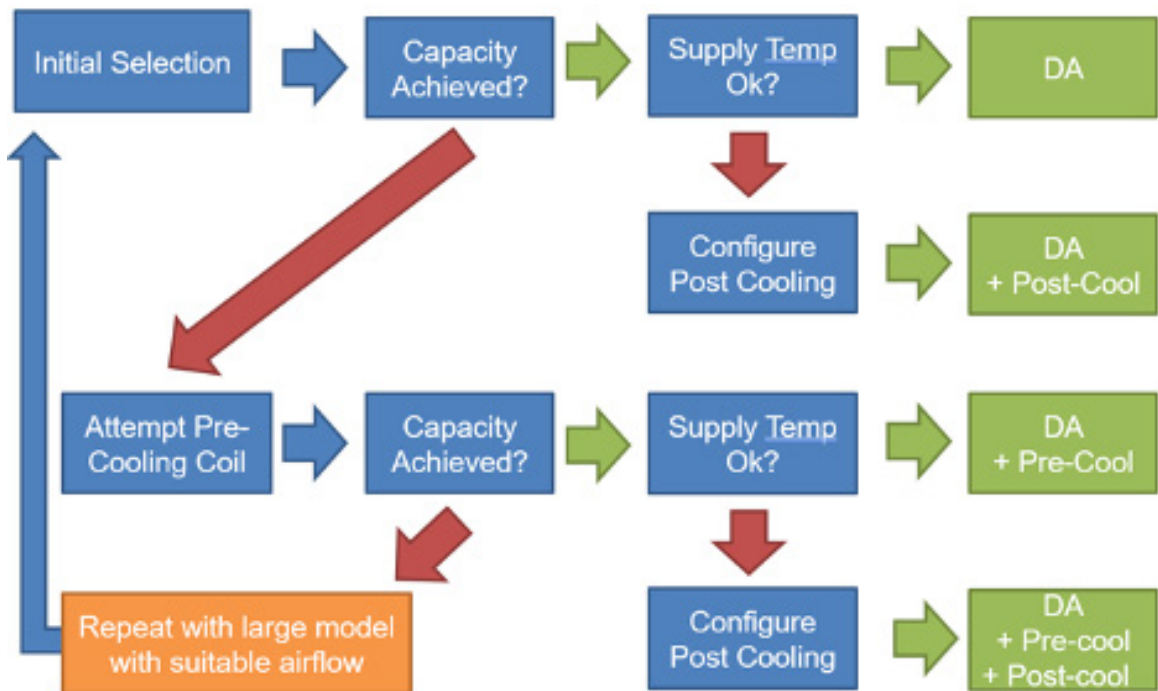 Initial Selection
Capacity
Achieved?
Supply Temp
Ok?
DA
Configure
Post Cooling
DA
+ Post-Cool
Attempt Pre-
Cooling Coil
Capacity
Achieved?
Supply Temp
Ok?
DA
+ Pre-Cool
Repeat with large model
with suitable airflow
Configure
Post Cooling
DA
+ Pre-cool
+ Post-cool